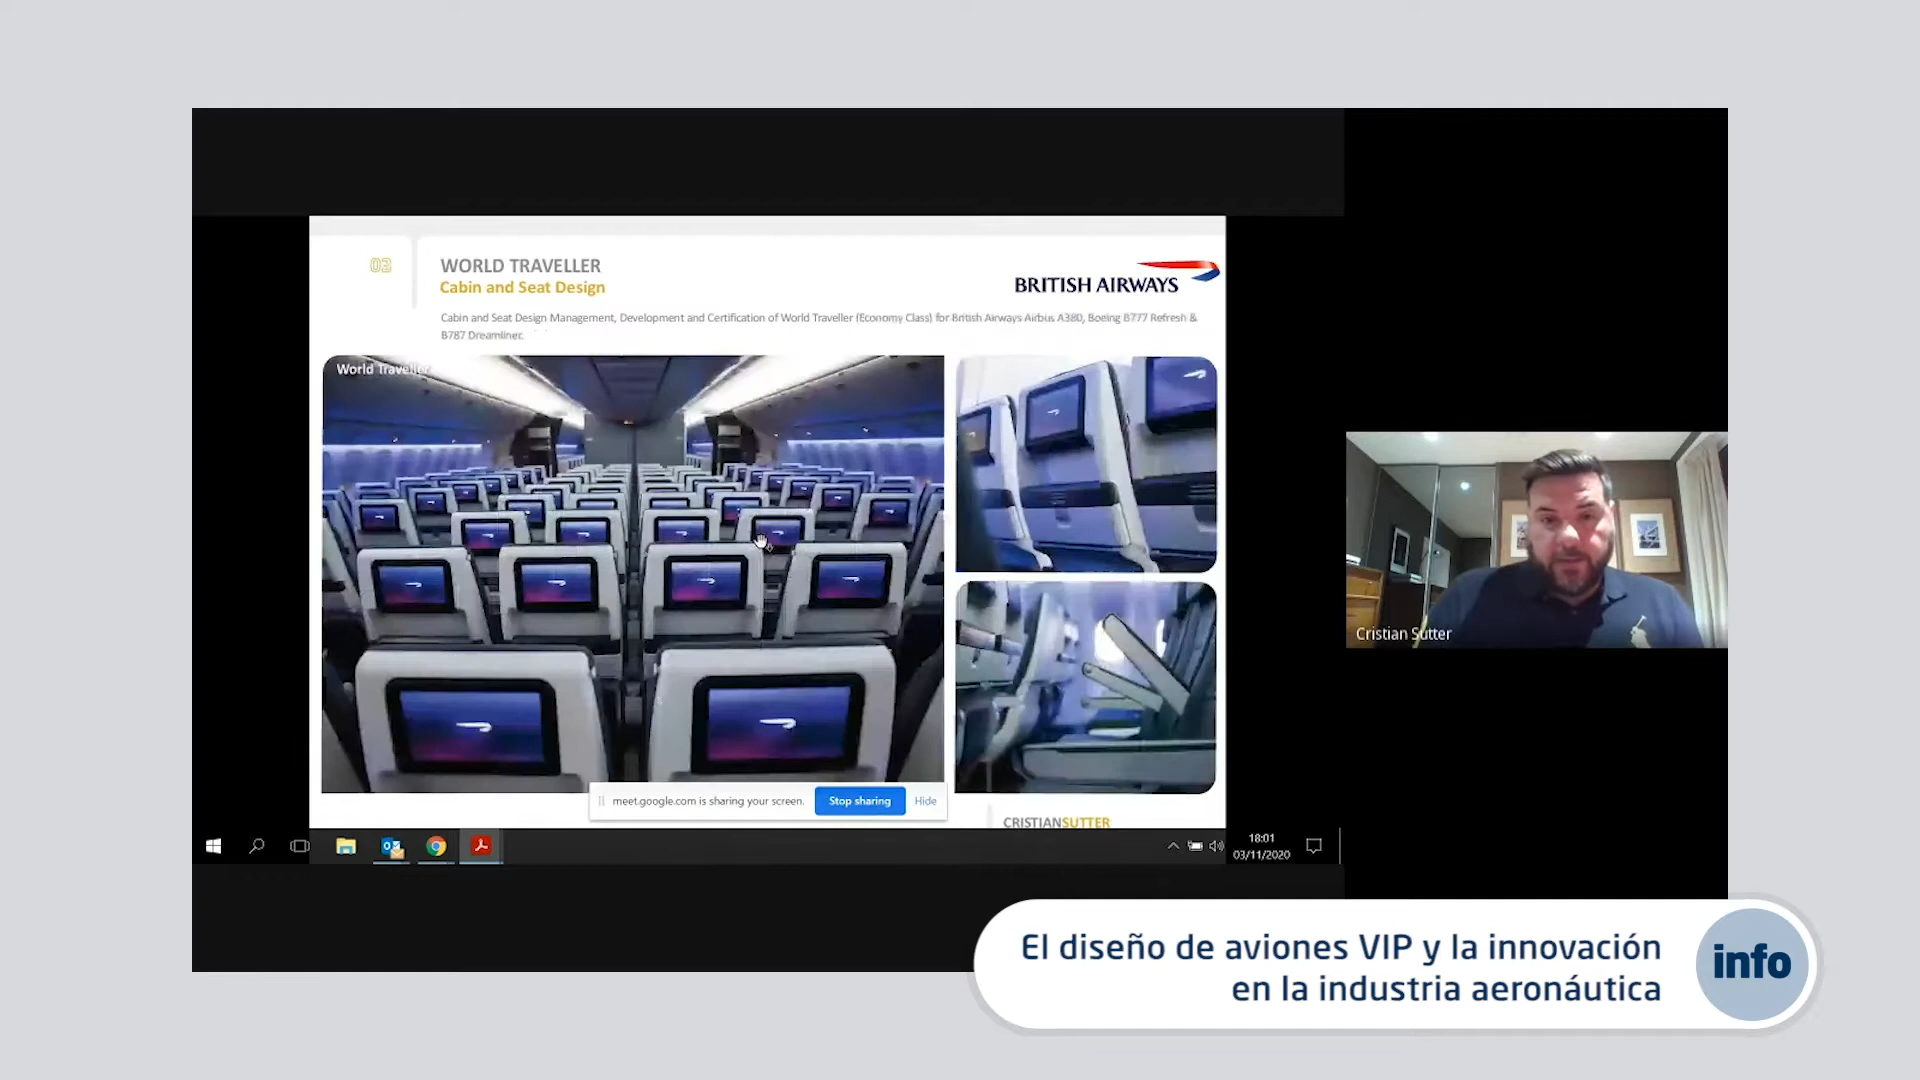 03
WORLD TRAVELLER
Cabin and Seat Design
BRITISH AIRWAYS
Cabin and Seat Design Management, Development and Certification of World Traveller (Economy Class) for British Airways Airbus A380, Boeing B777 Refresh &
B787 Dreamliner.
World Traveller
meet.google.com is sharing your screen.
Stop sharing
Hide
CRISTIANSUTTER
18:01
03/11/2020
Cristian Sutter
El diseño de aviones VIP y la innovación
en la industria aeronáutica
info